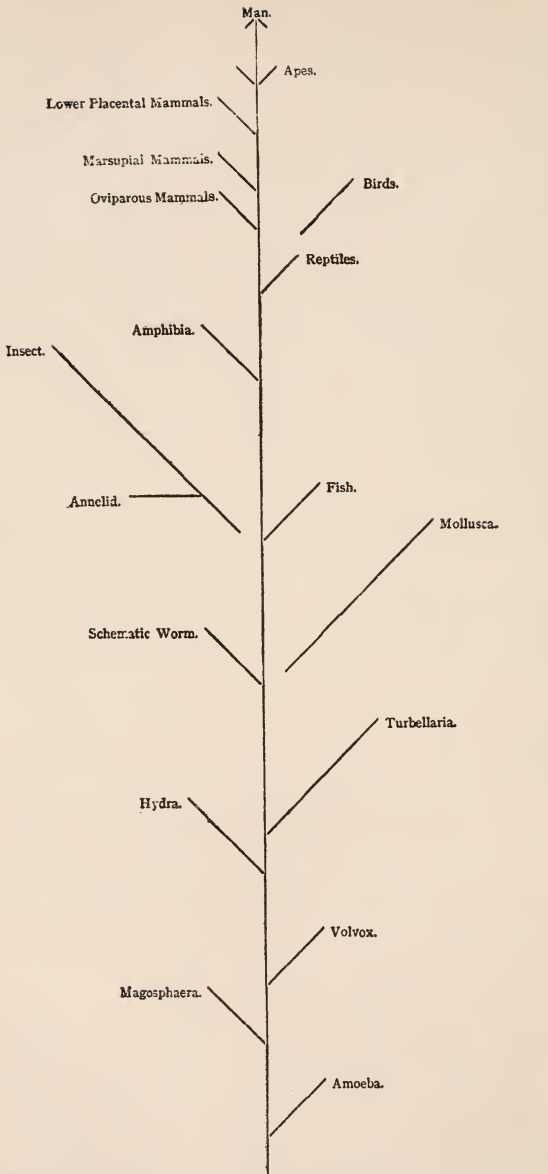 Man.
Apes.
Lower Placental Mammals.
Marsupial Mammals.
Birds.
Oviparous Mammals.
Reptiles.
Amphibia.
Insect.
Fish.
Annelid.
Mollusca.
Schematic Worm.
Turbellaria.
Hydra.
Volvox.
Magosphaera.
Amoeba.